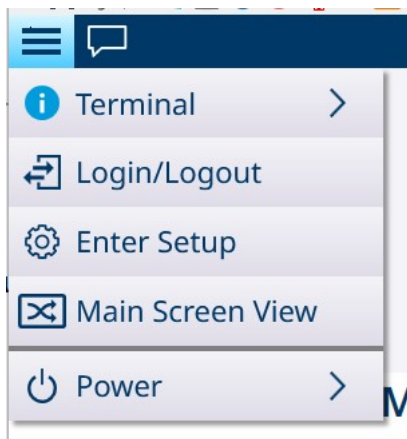 Terminal
Login/Logout
Enter Setup
Main Screen View
Power
M